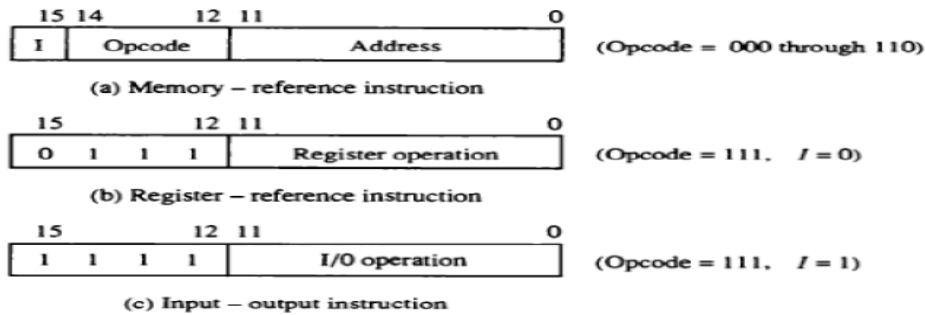 15 14 12 11 0
I Opcode Address (Opcode = 000 through 110)
(a) Memory – reference instruction
15 12 11 0
0 1 1 1 Register operation (Opcode = 111, I = 0)
(b) Register – reference instruction
15 12 11 0
1 1 1 1 I/0 operation (Opcode = 111, I = 1)
(c) Input – output instruction